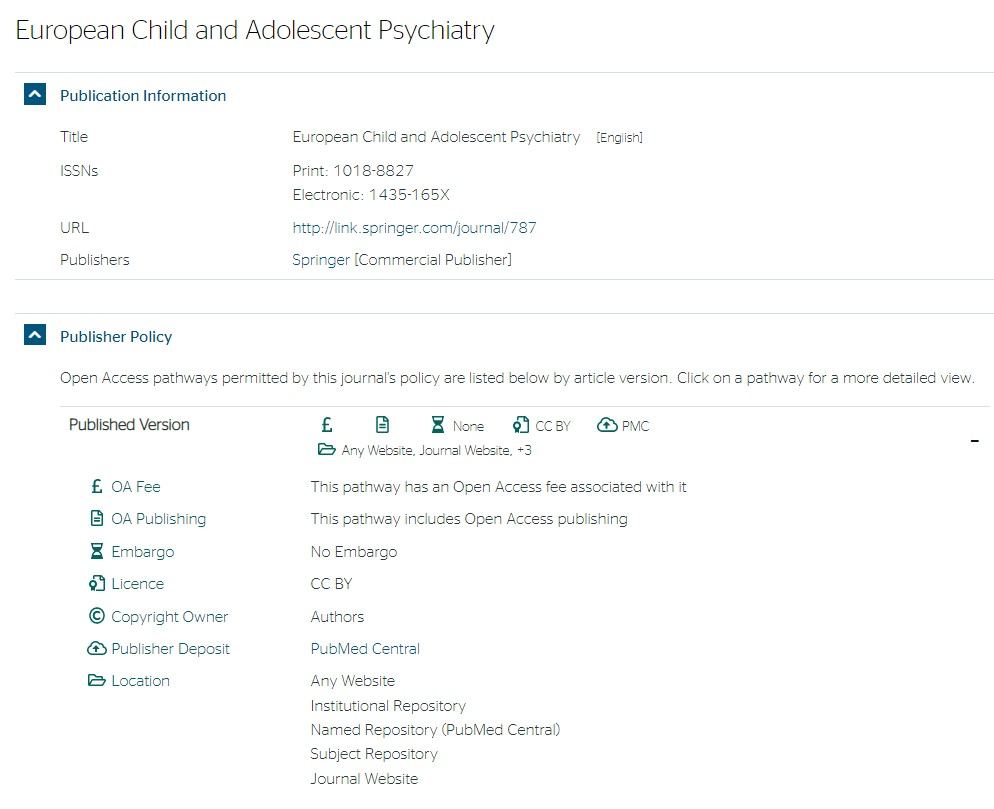 European Child and Adolescent Psychiatry
Publication Information
Title European Child and Adolescent Psychiatry [English]
ISSNs Print: 1018-8827
Electronic: 1435-165X
URL http://link.springer.com/journal/787
Publishers Springer [Commercial Publisher]
Publisher Policy
Open Access pathways permitted by this journal's policy are listed below by article version. Click on a pathway for a more detailed view.
Published Version £ None CC BY PMC
Any Website, Journal Website, +3
£ OA Fee This pathway has an Open Access fee associated with it
OA Publishing This pathway includes Open Access publishing
Embargo No Embargo
Licence CC BY
© Copyright Owner Authors
Publisher Deposit PubMed Central
Location Any Website
Institutional Repository
Named Repository (PubMed Central)
Subject Repository
Journal Website